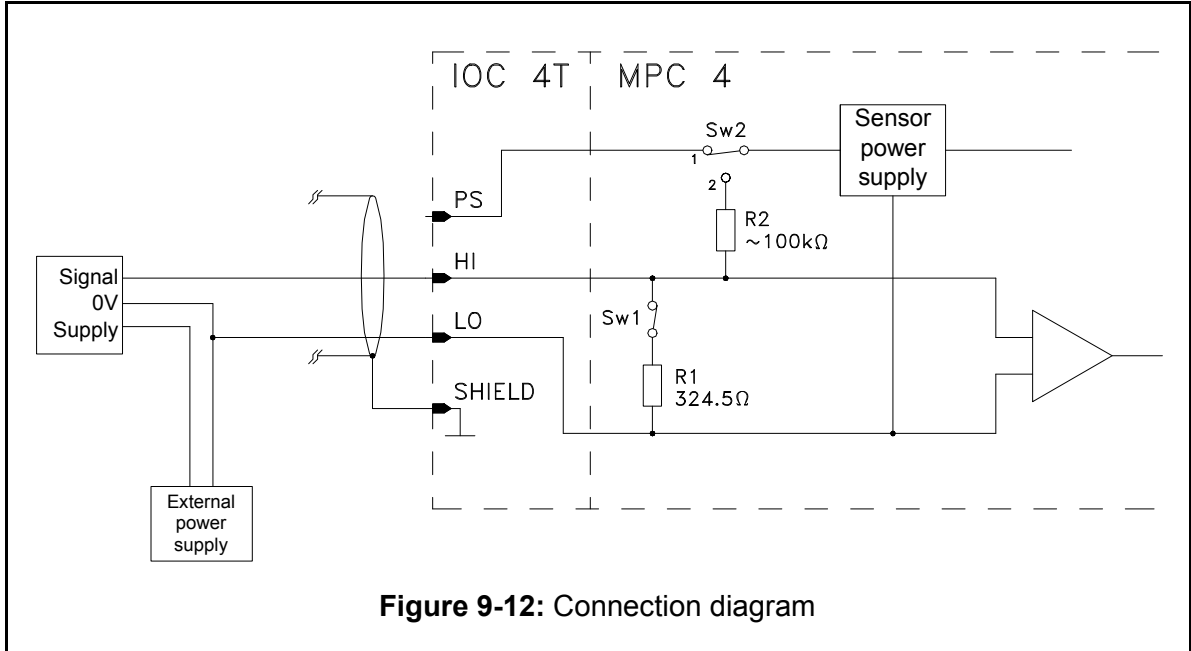 IOC 4T
MPC 4
Sw2
1
2
Sensor
power
supply
PS
R2
~100kΩ
HI
Signal
0V
Supply
Sw1
LO
R1
324.5Ω
SHIELD
External
power
supply
Figure 9-12: Connection diagram